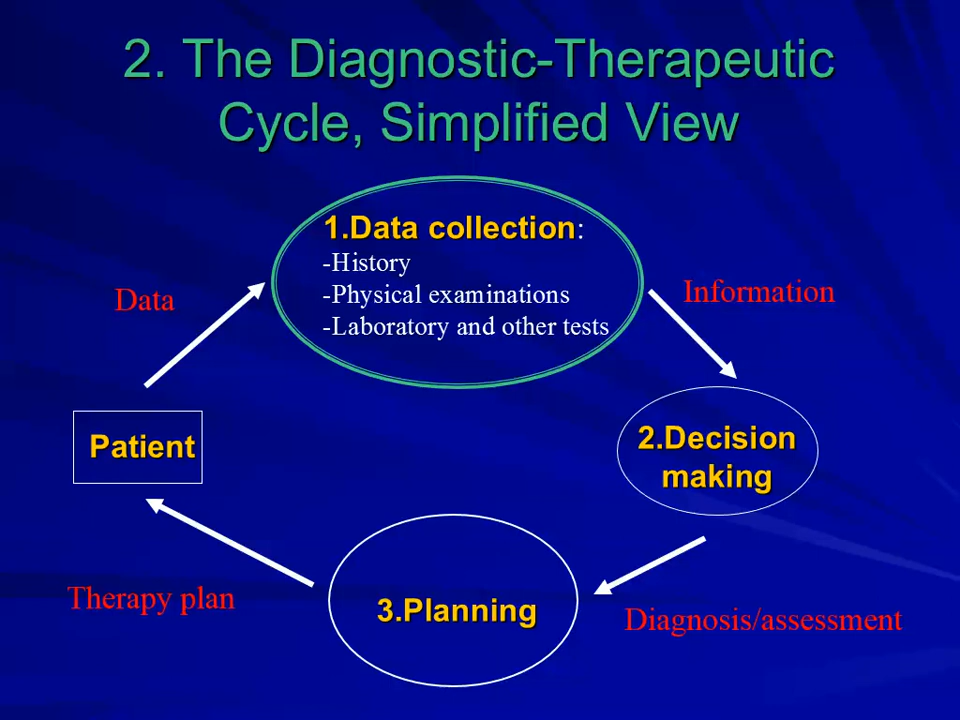 2. The Diagnostic-Therapeutic
Cycle, Simplified View
1.Data collection:
-History
-Physical examinations
-Laboratory and other tests
Data
Information
Patient
2.Decision
making
3.Planning
Therapy plan
Diagnosis/assessment